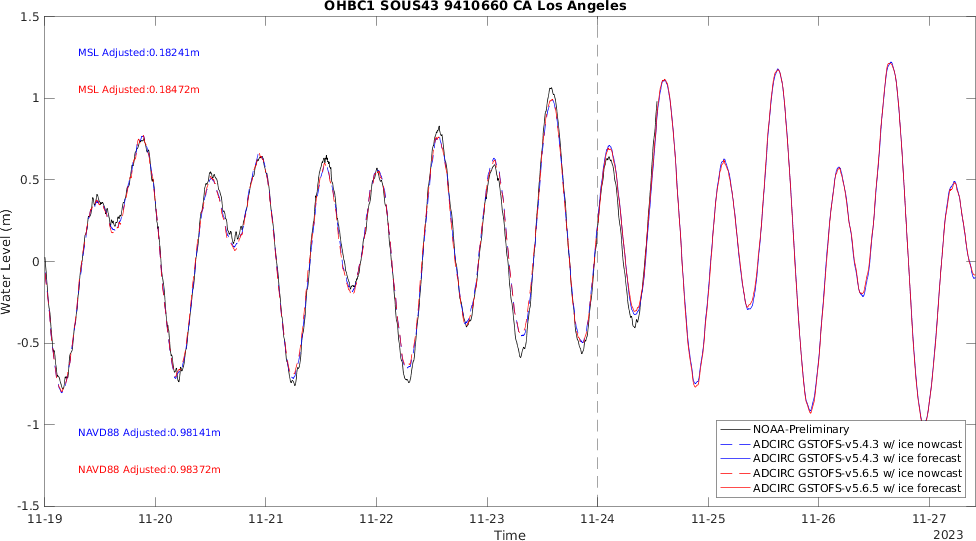 OHBC1 SOUS43 9410660 CA Los Angeles
1.5
1
0.5
0
-0.5
-1
-1.5
Water Level (m)
MSL Adjusted:0.18241m
MSL Adjusted:0.18472m
NAVD88 Adjusted:0.98141m
NAVD88 Adjusted:0.98372m
NOAA-Preliminary
ADCIRC GSTOFS-v5.4.3 w/ ice nowcast
ADCIRC GSTOFS-v5.4.3 w/ ice forecast
ADCIRC GSTOFS-v5.6.5 w/ ice nowcast
ADCIRC GSTOFS-v5.6.5 w/ ice forecast
11-19 11-20 11-21 11-22 11-23 11-24 11-25 11-26 11-27
Time
2023